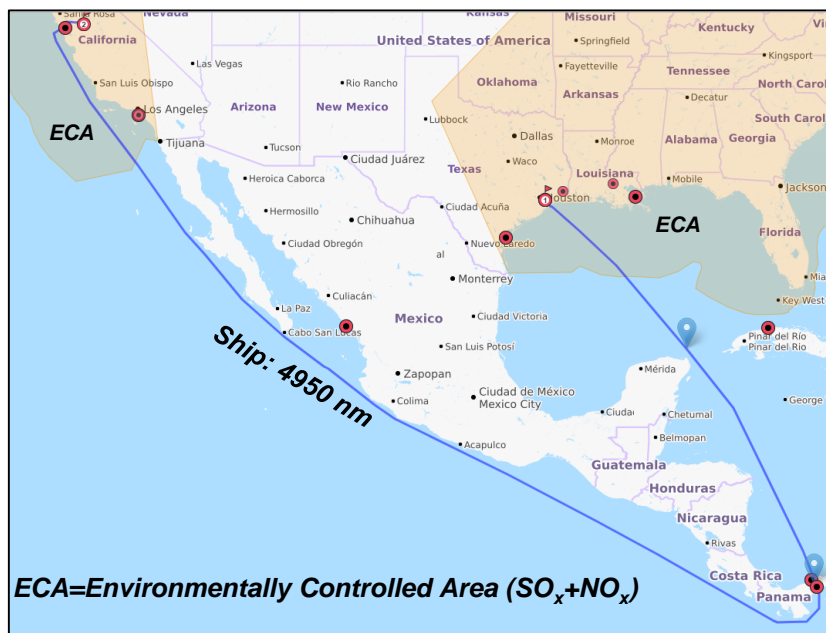 Santa Rosa
Nevada
Kansas
Missouri
Kentucky
California
United States of America
Springfield
Las Vegas
Fayetteville
Kingsport
San Luis Obispo
Rio Rancho
Oklahoma
Tennessee
North Carol
Arkansas
Decatur
Los Angeles
Arizona
New Mexico
Lubbock
South Carol
ECA
Dallas
Monroe
Alabama
Georgia
Tijuana
Tucson
Waco
Ciudad Juárez
Texas
Louisiana
Mobile
Heroica Caborca
Jackson
Houston
Ciudad Acuña
Hermosillo
Chihuahua
ECA
Florida
Ciudad Obregón
Nuevo Laredo
al
Monterrey
Mia
La Paz
Culiacán
Key West
Cabo San Lucas
Mexico
Ciudad Victoria
Pinar del Río
Pinar del Rio
San Luis Potosí
Ship: 4950 nm
Zapopan
Mérida
Colima
Ciudad de México
Mexico City
George
Ciudad
Chetumal
Acapulco
Belmopan
Guatemala
Honduras
Nicaragua
Rivas
Costa Rica
Panama
ECA=Environmentally Controlled Area (SOx+NOx)